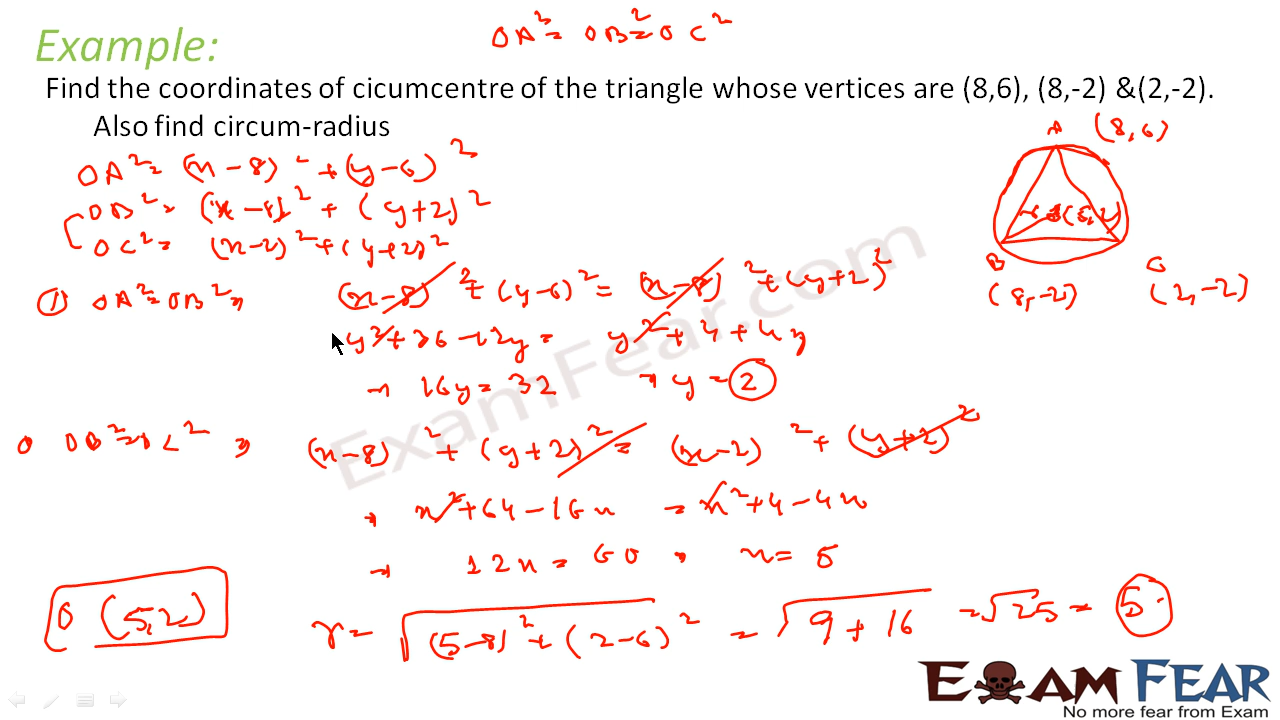 OA² = OB² = OC²
Example:
Find the coordinates of cicumcentre of the triangle whose vertices are (8,6), (8,-2) &(2,-2).
Also find circum-radius
A (8, 6)
OA² = (x - 8)² + (y - 6)²
OB² = (x - 8)² + (y + 2)²
OC² = (x - 2)² + (y + 2)²
(5, 2)
B
C
(8, -2)
(2, -2)
① OA² = OB² ⇒ (x - 8)² + (y - 6)² = (x - 8)² + (y + 2)²
y² + 36 - 12y = y² + 4 + 4y
→ 16y = 32 → y = 2
OB² = OC² ⇒ (x - 8)² + (y + 2)² = (x - 2)² + (y + 2)²
→ x² + 64 - 16x = x² + 4 - 4x
→ 12x = 60 → x = 5
O (5, 2)
r = √(5 - 8)² + (2 - 6)² = √9 + 16 = √25 = 5
ExamFear.com
EXAM FEAR
No more fear from Exam